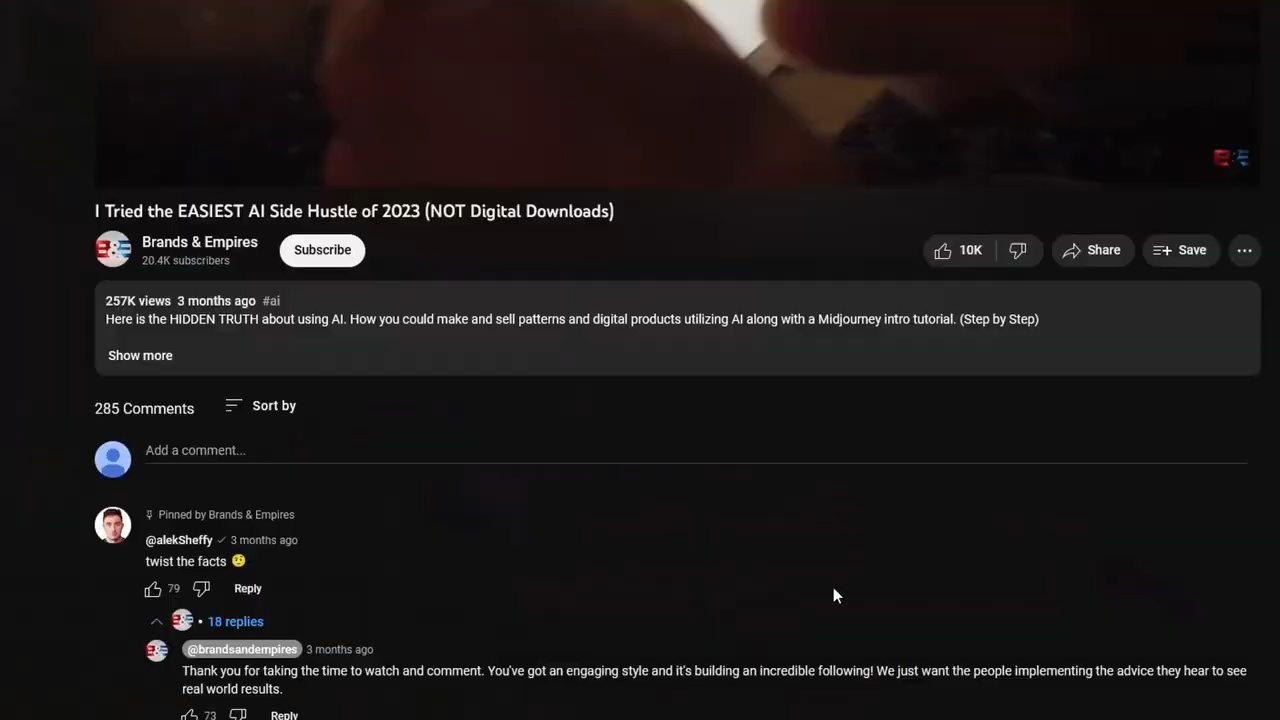 B&E
I Tried the EASIEST AI Side Hustle of 2023 (NOT Digital Downloads)
B&E
Brands & Empires
20.4K subscribers
Subscribe
10K
Share
Save
257K views 3 months ago #ai
Here is the HIDDEN TRUTH about using AI. How you could make and sell patterns and digital products utilizing AI along with a Midjourney intro tutorial. (Step by Step)
Show more
285 Comments
Sort by
Add a comment...
Pinned by Brands & Empires
@alekSheffy 3 months ago
twist the facts 🤨
79
Reply
18 replies
@brandsandempires 3 months ago
Thank you for taking the time to watch and comment. You've got an engaging style and it's building an incredible following! We just want the people implementing the advice they hear to see
real world results.
73
Reply